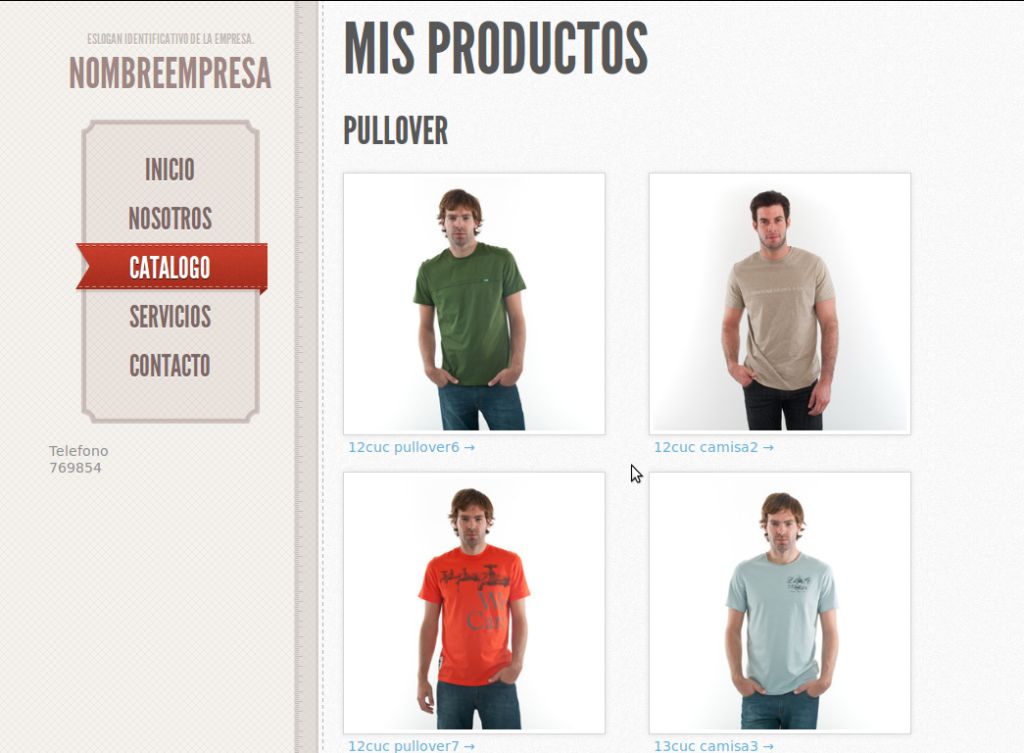 ESLOGAN IDENTIFICATIVO DE LA EMPRESA.
NOMBREEMPRESA
INICIO
NOSOTROS
CATALOGO
SERVICIOS
CONTACTO
Telefono
769854
MIS PRODUCTOS
PULLOVER
12cuc pullover6 →
12cuc camisa2 →
12cuc pullover7 →
13cuc camisa3 →